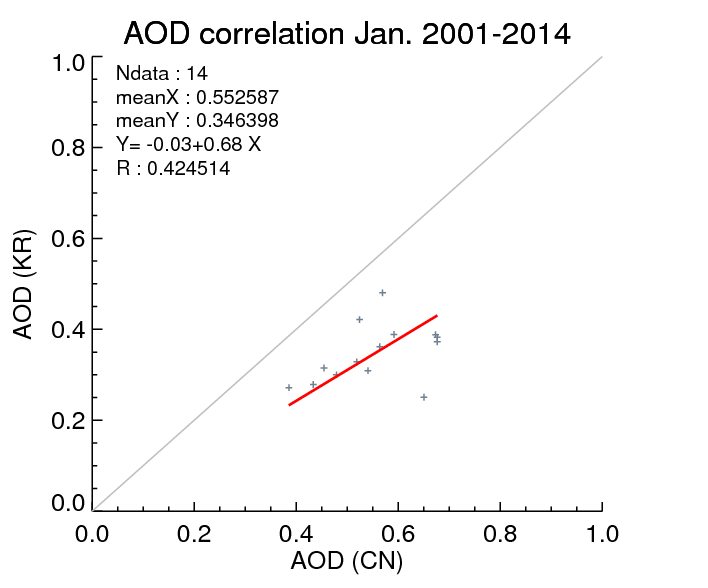 AOD correlation Jan. 2001-2014
Ndata : 14
meanX : 0.552587
meanY : 0.346398
Y= -0.03+0.68 X
R : 0.424514
AOD (KR)
1.0
0.8
0.6
0.4
0.2
0.0
0.0 0.2 0.4 0.6 0.8 1.0
AOD (CN)